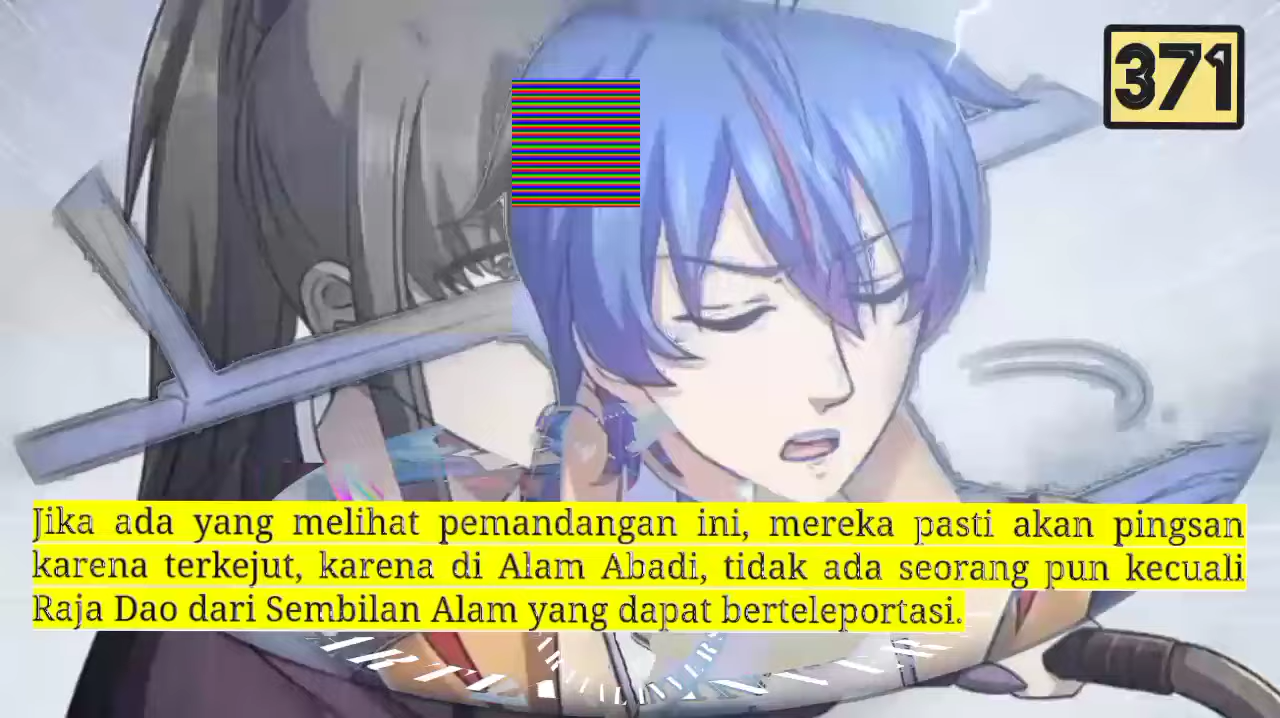 371
Jika ada yang melihat pemandangan ini, mereka pasti akan pingsan
karena terkejut, karena di Alam Abadi, tidak ada seorang pun kecuali
Raja Dao dari Sembilan Alam yang dapat berteleportasi.